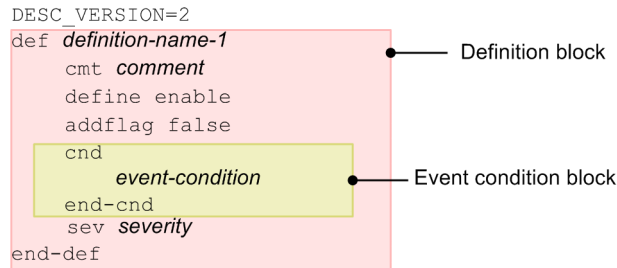 DESC_VERSION=2
def definition-name-1
Definition block
cmt comment
define enable
addflag false
cnd
event-condition
Event condition block
end-cnd
sev severity
end-def